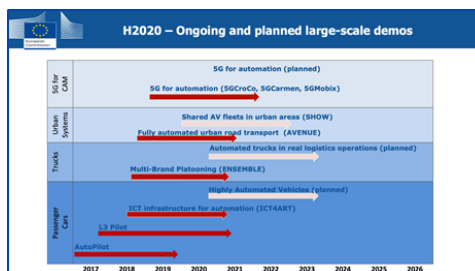 European
Commission
H2020 – Ongoing and planned large-scale demos
5G for
CAM
5G for automation (planned)
5G for automation (5GCroCo, 5GCarmen, 5GMobix)
Urban
Systems
Shared AV fleets in urban areas (SHOW)
Fully automated urban road transport (AVENUE)
Trucks
Automated trucks in real logistics operations (planned)
Multi-Brand Platooning (ENSEMBLE)
Passenger
Cars
Highly Automated Vehicles (planned)
ICT infrastructure for automation (ICT4ART)
L3 Pilot
AutoPilot
2017 2018 2019 2020 2021 2022 2023 2024 2025 2026